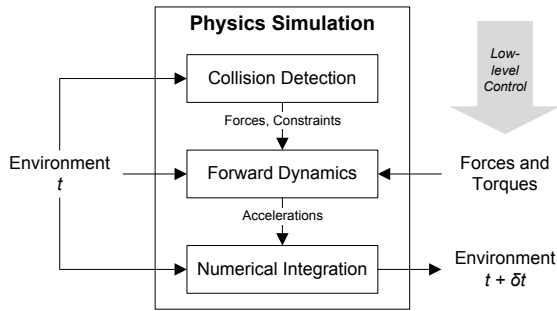 Physics Simulation
Collision Detection
Low-
level
Control
Forces, Constraints
Environment
t
Forward Dynamics
Forces and
Torques
Accelerations
Numerical Integration
Environment
t + δt